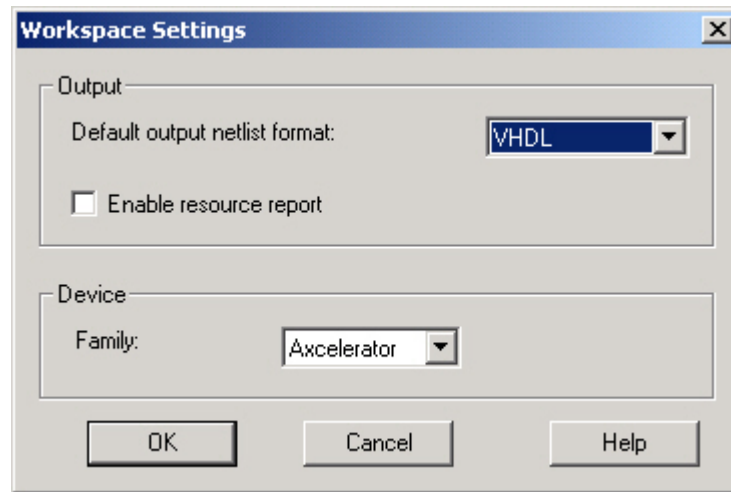 Workspace Settings
Output
Default output netlist format:
VHDL
Enable resource report
Device
Family:
Axcelerator
OK
Cancel
Help